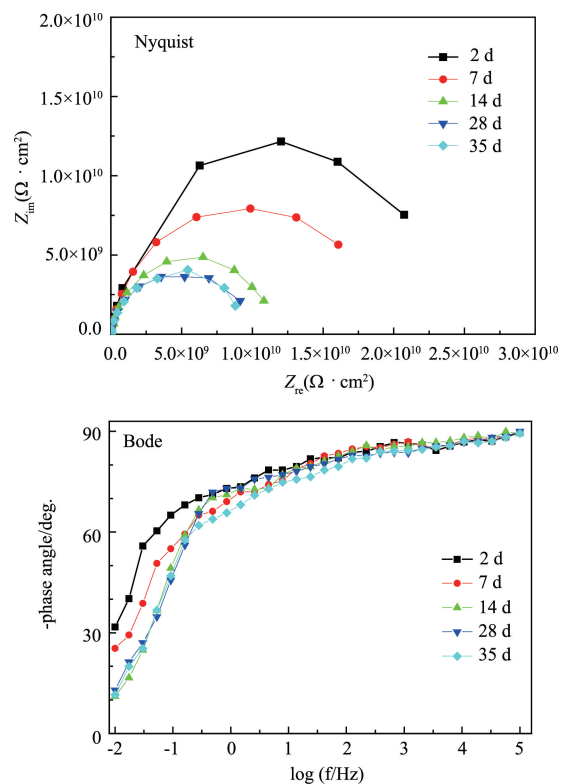 Nyquist
2 d
7 d
14 d
28 d
35 d
2.0×10¹⁰
1.5×10¹⁰
1.0×10¹⁰
5.0×10⁹
0.0
Z_im(Ω · cm²)
0.0 5.0×10⁹ 1.0×10¹⁰ 1.5×10¹⁰ 2.0×10¹⁰ 2.5×10¹⁰ 3.0×10¹⁰
Z_re(Ω · cm²)
Bode
2 d
7 d
14 d
28 d
35 d
90
60
30
0
-phase angle/deg.
-2 -1 0 1 2 3 4 5
log (f/Hz)